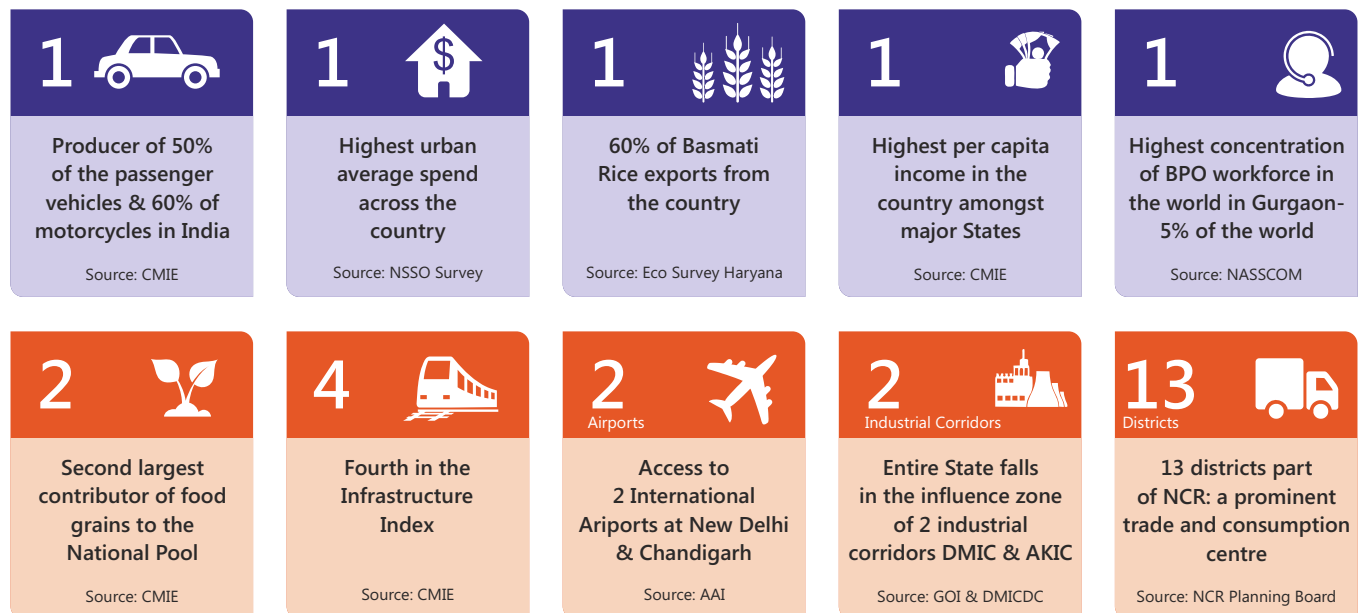 1
Producer of 50%
of the passenger
vehicles & 60% of
motorcycles in India
Source: CMIE
1
$
Highest urban
average spend
across the
country
Source: NSSO Survey
1
60% of Basmati
Rice exports from
the country
Source: Eco Survey Haryana
1
Highest per capita
income in the
country amongst
major States
Source: CMIE
1
Highest concentration
of BPO workforce in
the world in Gurgaon-
5% of the world
Source: NASSCOM
2
Second largest
contributor of food
grains to the
National Pool
Source: CMIE
4
Fourth in the
Infrastructure
Index
Source: CMIE
2
Airports
Access to
2 International
Ariports at New Delhi
& Chandigarh
Source: AAI
2
Industrial Corridors
Entire State falls
in the influence zone
of 2 industrial
corridors DMIC & AKIC
Source: GOI & DMICDC
13
Districts
13 districts part
of NCR: a prominent
trade and consumption
centre
Source: NCR Planning Board